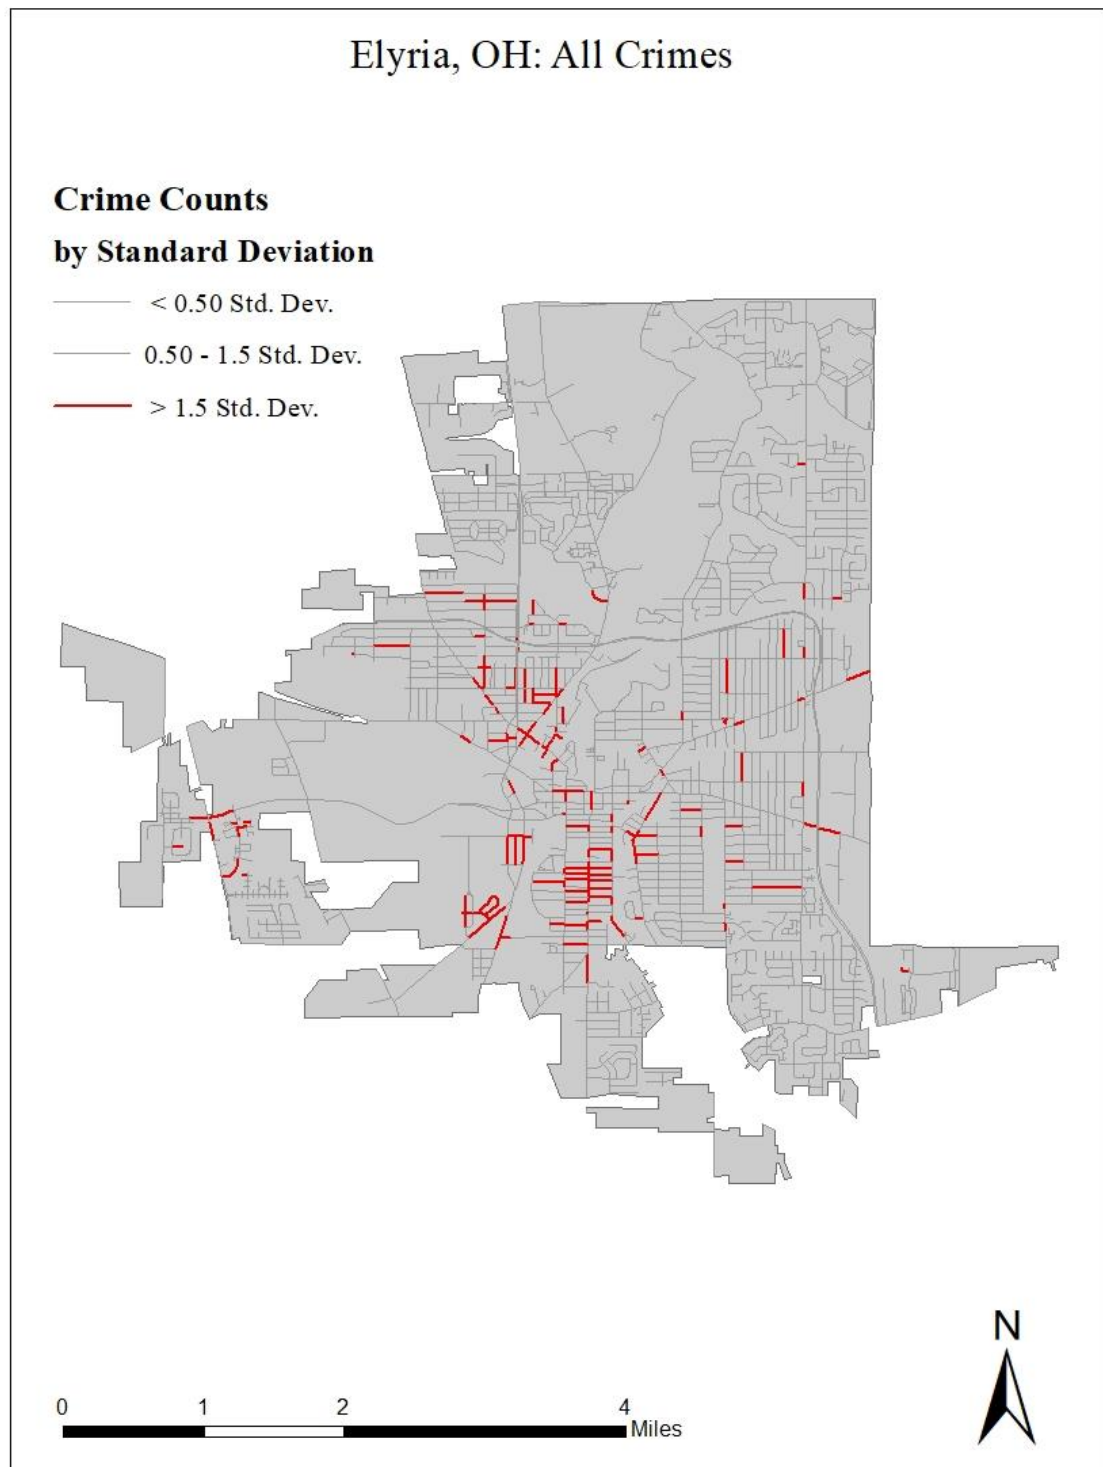 Elyria, OH: All Crimes
Crime Counts
by Standard Deviation
< 0.50 Std. Dev.
0.50 - 1.5 Std. Dev.
> 1.5 Std. Dev.
N
0 1 2 4
Miles